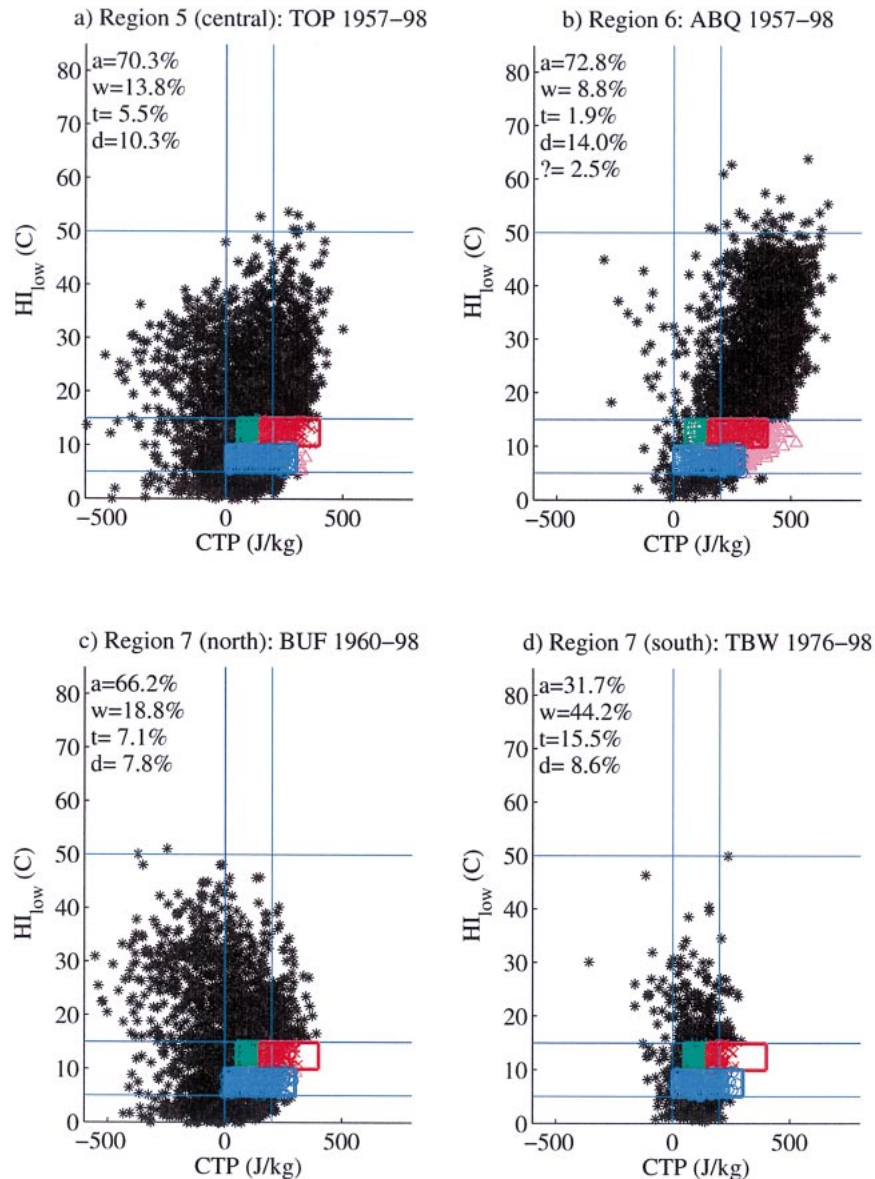 a) Region 5 (central): TOP 1957–98
a=70.3%
w=13.8%
t= 5.5%
d=10.3%
80
70
60
50
40
30
20
10
0
HI_low (C)
−500 0 500
CTP (J/kg)
b) Region 6: ABQ 1957–98
a=72.8%
w= 8.8%
t= 1.9%
d=14.0%
?= 2.5%
80
70
60
50
40
30
20
10
0
HI_low (C)
−500 0 500
CTP (J/kg)
c) Region 7 (north): BUF 1960–98
a=66.2%
w=18.8%
t= 7.1%
d= 7.8%
80
70
60
50
40
30
20
10
0
HI_low (C)
−500 0 500
CTP (J/kg)
d) Region 7 (south): TBW 1976–98
a=31.7%
w=44.2%
t=15.5%
d= 8.6%
80
70
60
50
40
30
20
10
0
HI_low (C)
−500 0 500
CTP (J/kg)